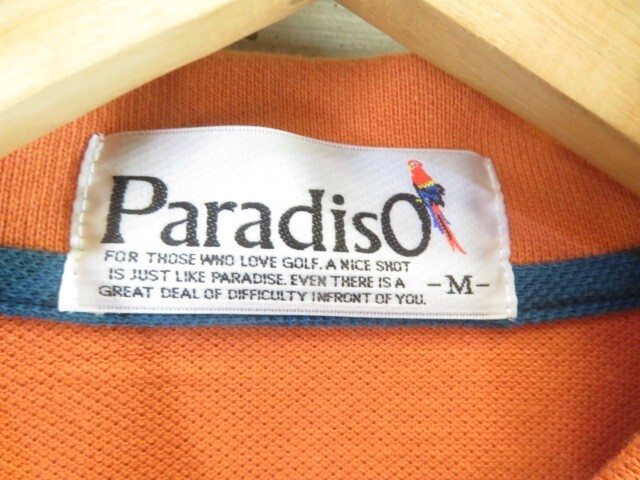 ParadisO
FOR THOSE WHO LOVE GOLF. A NICE SHOT
IS JUST LIKE PARADISE. EVEN THERE IS A
GREAT DEAL OF DIFFICULTY INFRONT OF YOU.
-M-